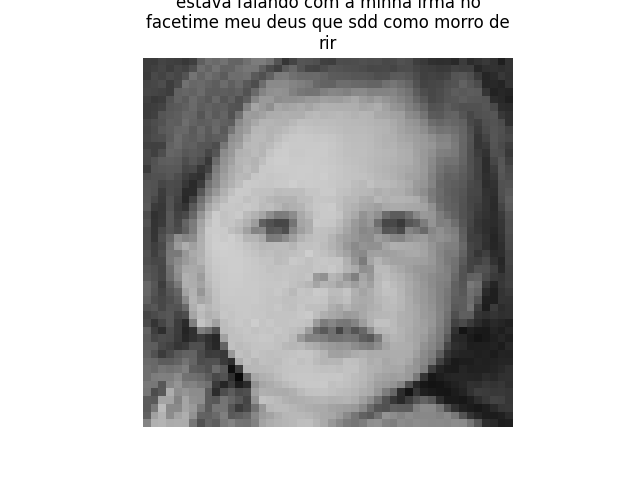 estava falando com a minha irmã no
facetime meu deus que sdd como morro de
rir